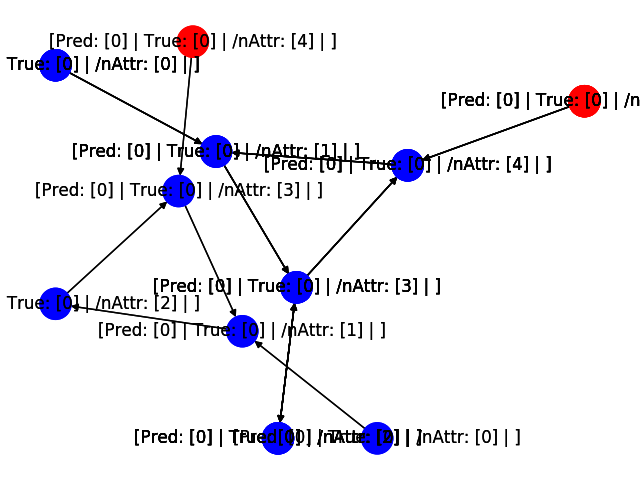 [Pred: [0] | True: [0] | /nAttr: [4] | ]
True: [0] | /nAttr: [0] | ]
[Pred: [0] | True: [0] | /n
[Pred: [0] | True: [0] | /nAttr: [1] | ]
[Pred: [0] | True: [0] | /nAttr: [4] | ]
[Pred: [0] | True: [0] | /nAttr: [3] | ]
[Pred: [0] | True: [0] | /nAttr: [3] | ]
True: [0] | /nAttr: [2] | ]
[Pred: [0] | True: [0] | /nAttr: [1] | ]
[Pred: [0] | True: [0] | /nAttr: [2] | ]
[Pred: [0] | True: [0] | /nAttr: [0] | ]